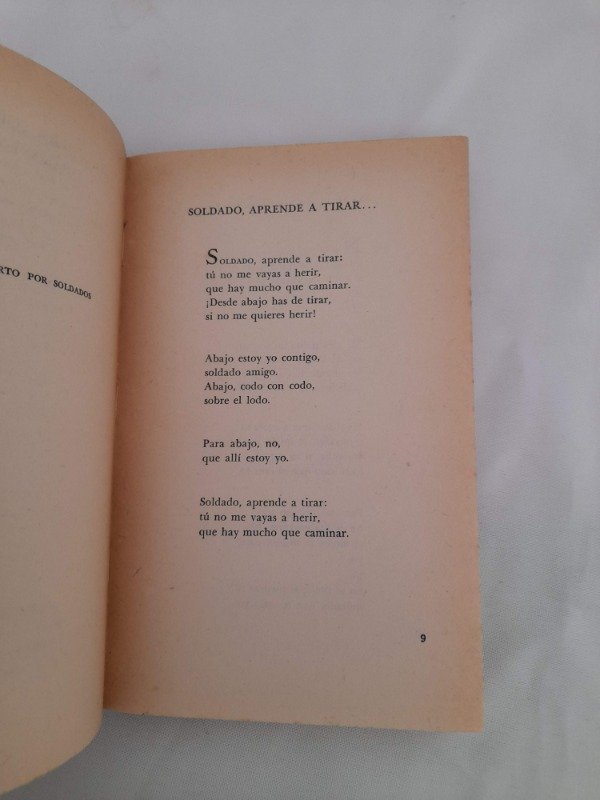 RTO POR SOLDADOS
SOLDADO, APRENDE A TIRAR...
SOLDADO, aprende a tirar:
tú no me vayas a herir,
que hay mucho que caminar.
¡Desde abajo has de tirar,
si no me quieres herir!
Abajo estoy yo contigo,
soldado amigo.
Abajo, codo con codo,
sobre el lodo.
Para abajo, no,
que allí estoy yo.
Soldado, aprende a tirar:
tú no me vayas a herir,
que hay mucho que caminar.
9